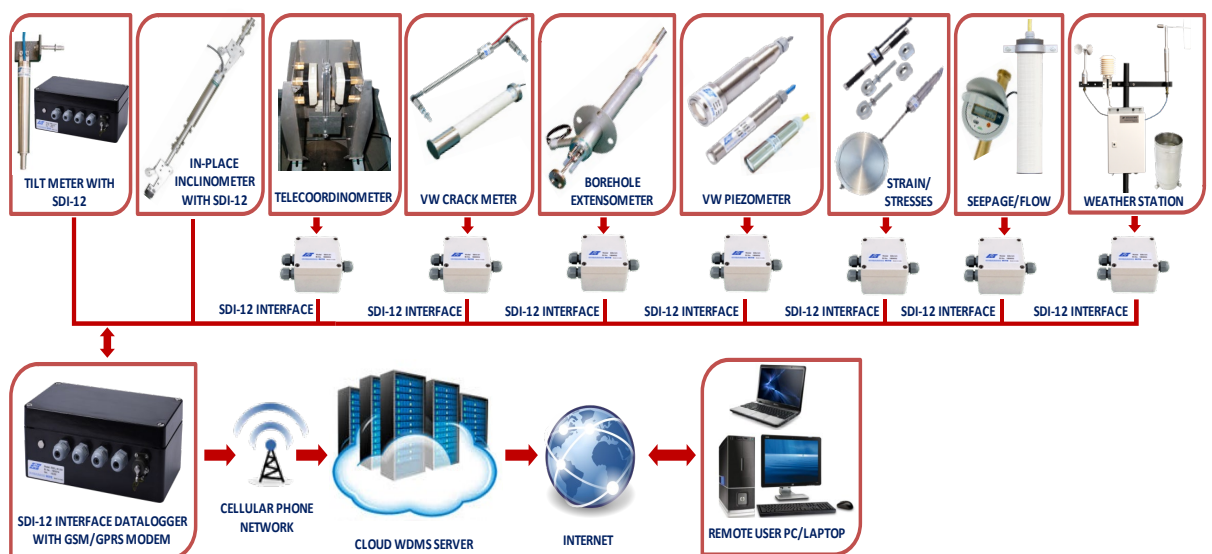 TILT METER WITH
SDI-12
IN-PLACE
INCLINOMETER
WITH SDI-12
TELECOORDINOMETER
VW CRACK METER
BOREHOLE
EXTENSOMETER
VW PIEZOMETER
STRAIN/
STRESSES
SEEPAGE/FLOW
WEATHER STATION
SDI-12 INTERFACE
SDI-12 INTERFACE
SDI-12 INTERFACE
SDI-12 INTERFACE
SDI-12 INTERFACE
SDI-12 INTERFACE
SDI-12 INTERFACE
SDI-12 INTERFACE DATALOGGER
WITH GSM/GPRS MODEM
CELLULAR PHONE
NETWORK
CLOUD WDMS SERVER
INTERNET
REMOTE USER PC/LAPTOP